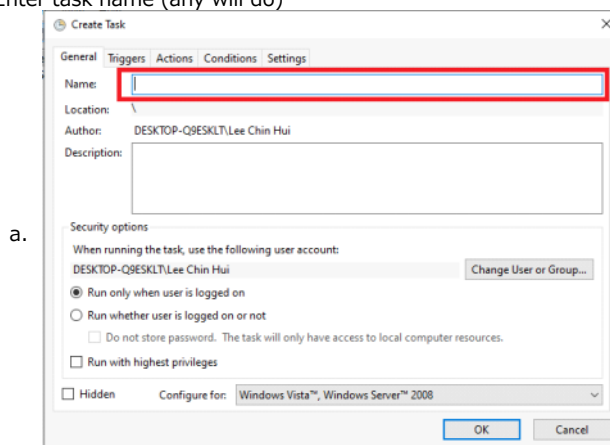 Enter task name (any will do)
Create Task
General Triggers Actions Conditions Settings
Name:
Location: \
Author: DESKTOP-Q9ESKLT\Lee Chin Hui
Description:
a.
Security options
When running the task, use the following user account:
DESKTOP-Q9ESKLT\Lee Chin Hui Change User or Group...
Run only when user is logged on
Run whether user is logged on or not
Do not store password. The task will only have access to local computer resources.
Run with highest privileges
Hidden Configure for: Windows Vista™, Windows Server™ 2008
OK Cancel